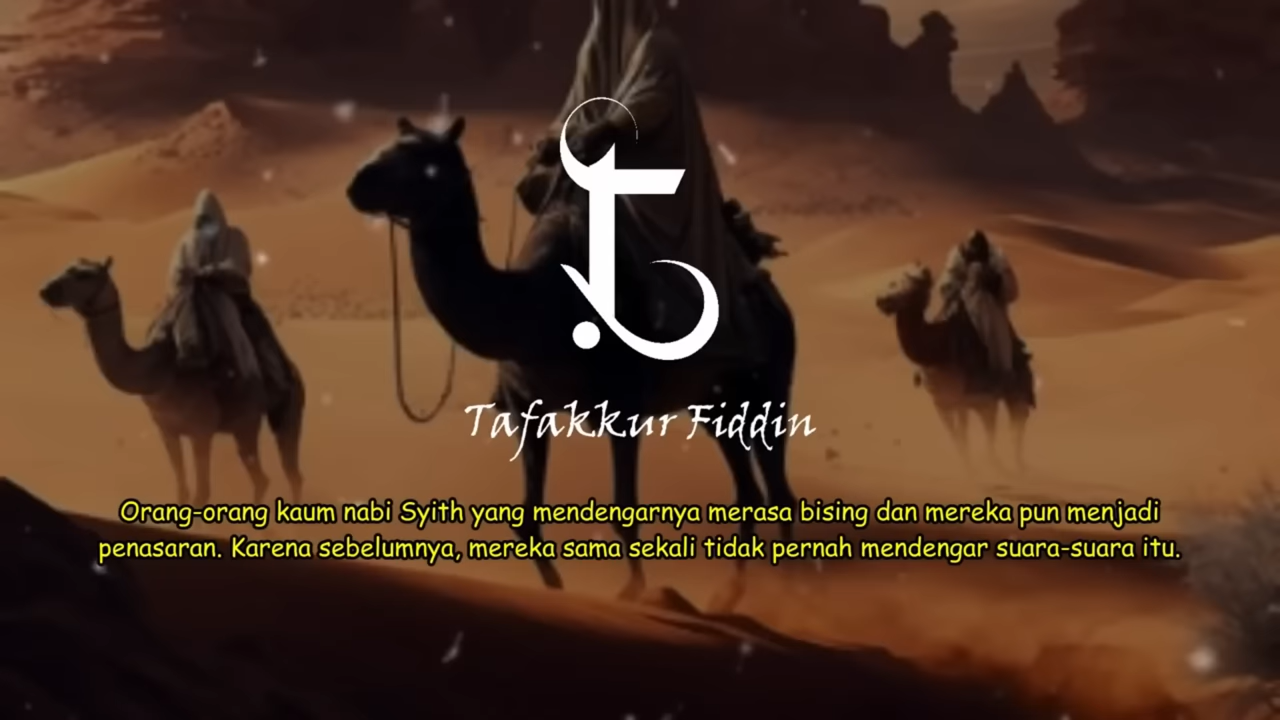 Tafakkur Fiddin
Orang-orang kaum nabi Syith yang mendengarnya merasa bising dan mereka pun menjadi
penasaran. Karena sebelumnya, mereka sama sekali tidak pernah mendengar suara-suara itu.